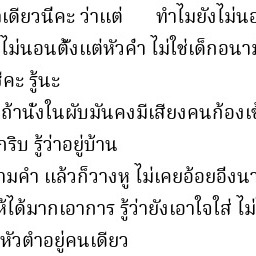 เดียวนี้คะ ว่าแต่ ทำไมยังไม่นอ
ไม่นอนตั้งแต่หัวค่ำ ไม่ใช่เด็กอนาม
คะ รู้นะ
ถ้านั่งในผับมันคงมีเสียงคนก้องเข้
กริบ รู้ว่าอยู่บ้าน
ามคำ แล้วก็วางหู ไม่เคยอ้อยอีงนา
ห้ได้มากเอาการ รู้ว่ายังเอาใจใส่ ไม่
หัวตำอยู่คนเดียว